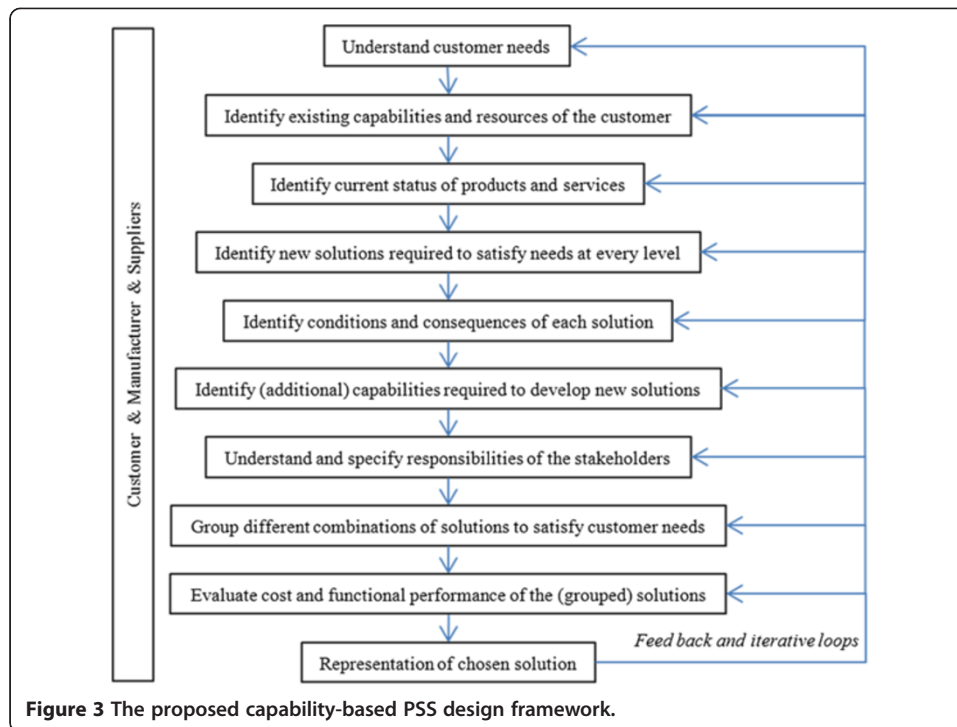 Customer & Manufacturer & Suppliers
Understand customer needs
Identify existing capabilities and resources of the customer
Identify current status of products and services
Identify new solutions required to satisfy needs at every level
Identify conditions and consequences of each solution
Identify (additional) capabilities required to develop new solutions
Understand and specify responsibilities of the stakeholders
Group different combinations of solutions to satisfy customer needs
Evaluate cost and functional performance of the (grouped) solutions
Feed back and iterative loops
Representation of chosen solution
Figure 3 The proposed capability-based PSS design framework.